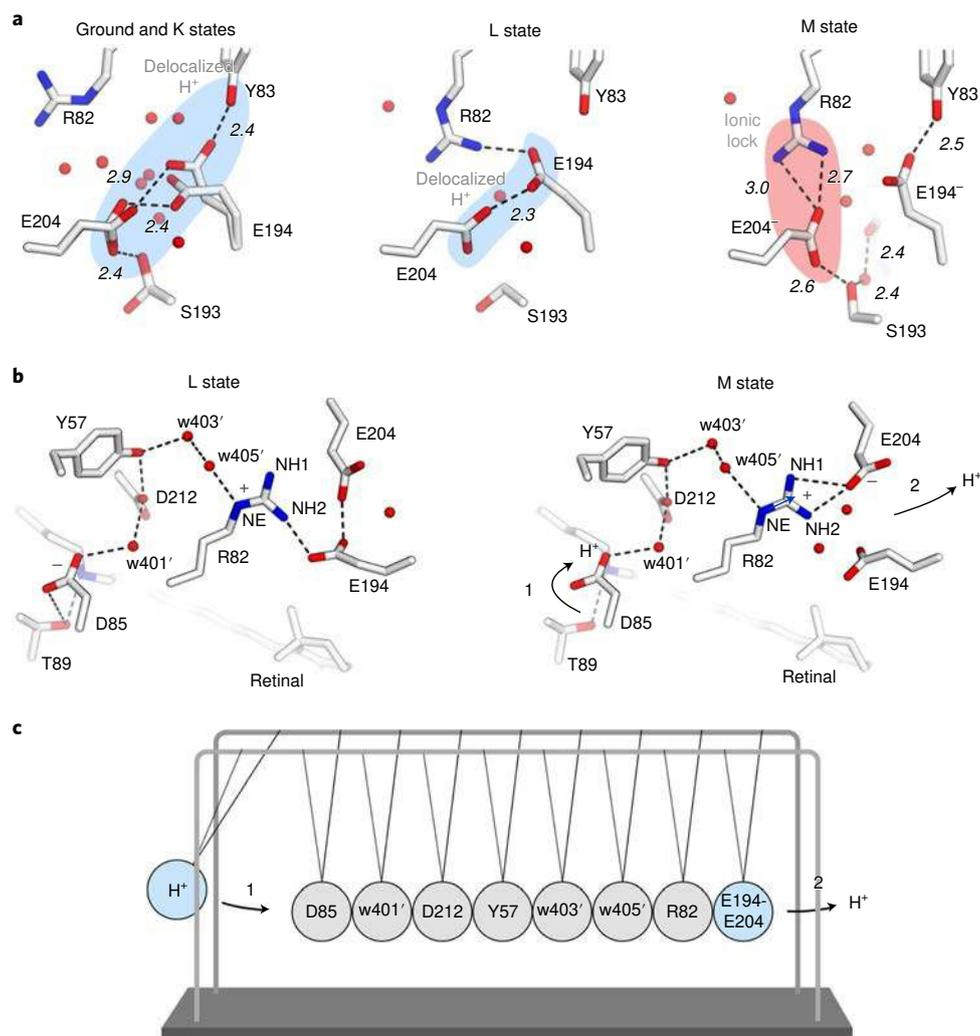 a
Ground and K states
L state
M state
Delocalized
H⁺
Y83
R82
2.4
2.9
2.4
2.4
E204
E194
S193
R82
Y83
E194
Delocalized
H⁺
2.3
E204
S193
R82
Y83
Ionic
lock
2.5
3.0
2.7
E194⁻
E204⁻
2.4
2.6
2.4
S193
b
L state
M state
Y57
w403′
E204
w405′
+
NH1
D212
NE
NH2
w401′
R82
−
E194
D85
T89
Retinal
Y57
w403′
E204
w405′
NH1
−
2
H⁺
D212
+
NE
NH2
H⁺
w401′
R82
E194
1
D85
T89
Retinal
c
H⁺
1
D85
w401′
D212
Y57
w403′
w405′
R82
E194-
E204
2
H⁺